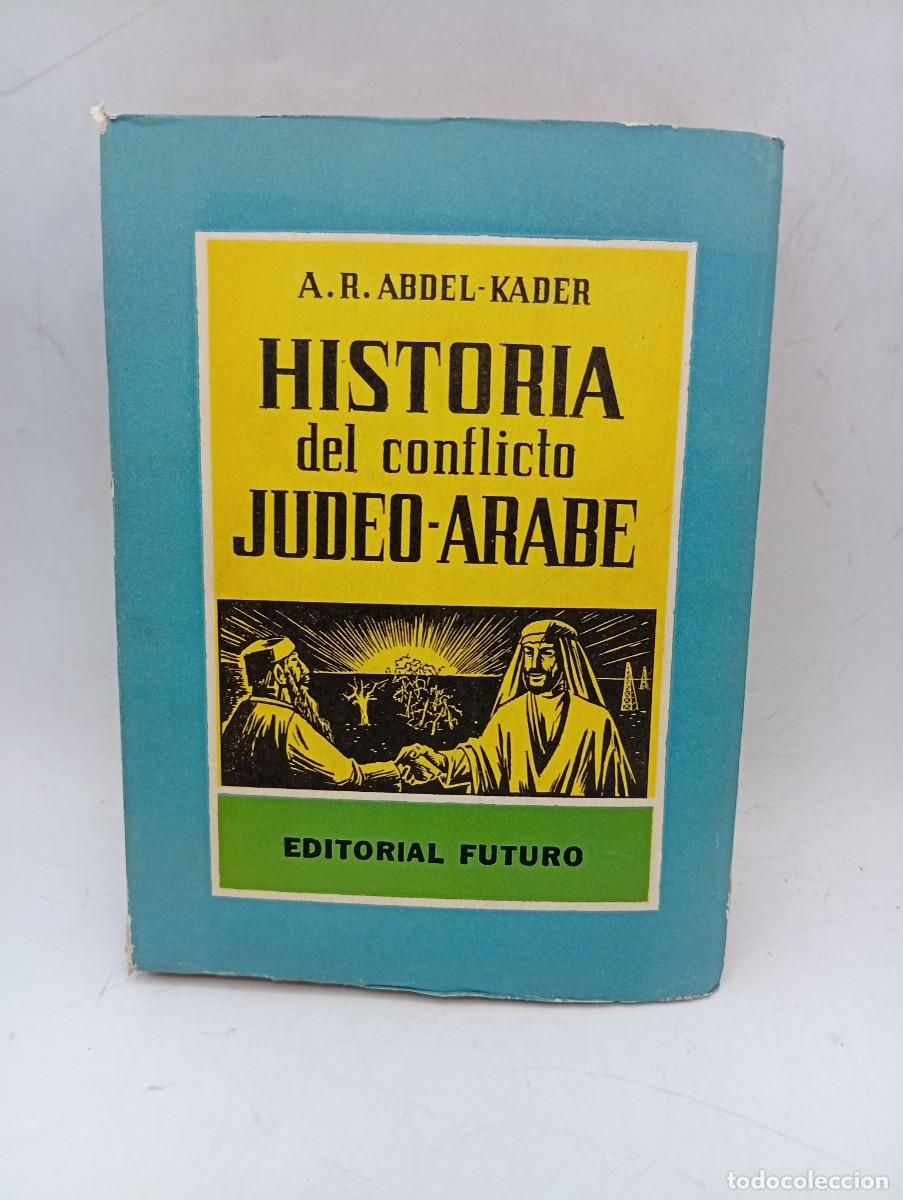 A.R. ABDEL-KADER
HISTORIA
del conflicto
JUDEO-ARABE
EDITORIAL FUTURO
todocoleccion